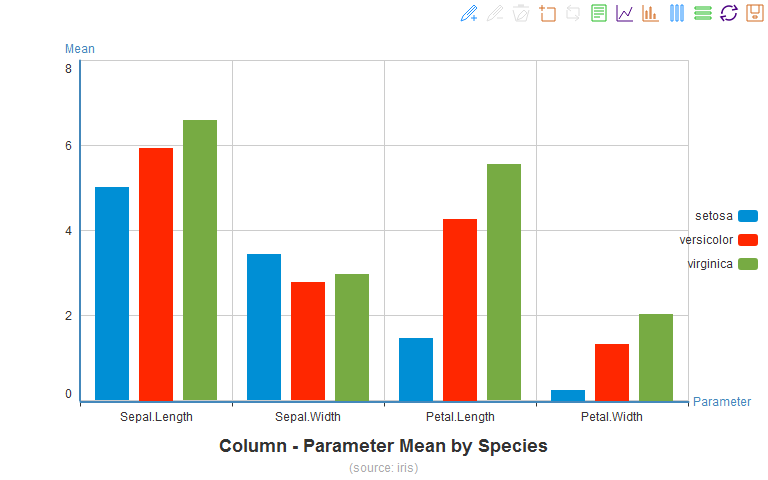 Mean
8
6
4
2
0
setosa
versicolor
virginica
Parameter
Sepal.Length Sepal.Width Petal.Length Petal.Width
Column - Parameter Mean by Species
(source: iris)